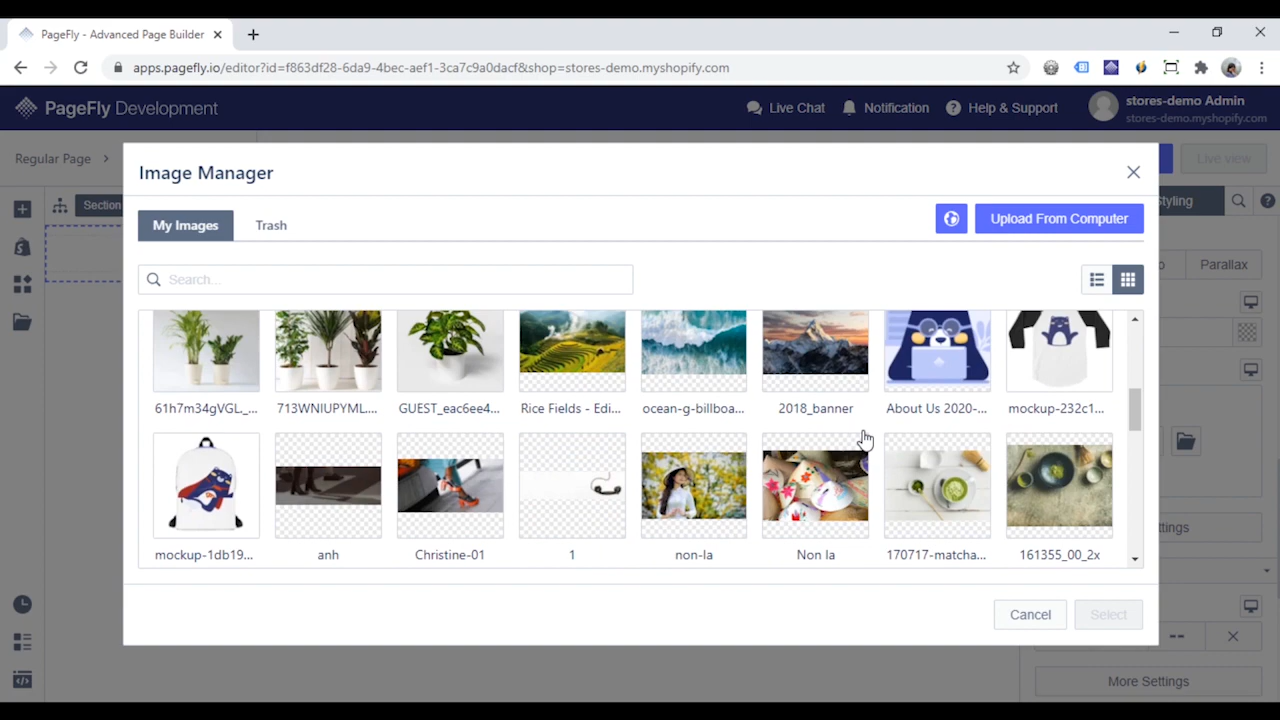 PageFly - Advanced Page Builder
apps.pagefly.io/editor?id=f863df28-6da9-4bec-aef1-3ca7c9a0dacf&shop=stores-demo.myshopify.com
PageFly Development
Live Chat
Notification
Help & Support
stores-demo Admin
stores-demo.myshopify.com
Regular Page
Live view
Image Manager
Section
Styling
My Images
Trash
Upload From Computer
Parallax
Search...
61h7m34gVGL._...
713WNIUPYML...
GUEST_eac6ee4...
Rice Fields - Edi...
ocean-g-billboa...
2018_banner
About Us 2020-...
mockup-232c1...
mockup-1db19...
anh
Christine-01
1
non-la
Non la
170717-matcha...
161355_00_2x
Cancel
Select
More Settings